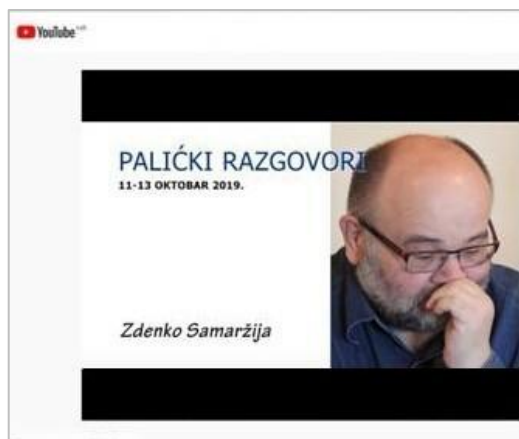 YouTube
PALIĆKI RAZGOVORI
11-13 OKTOBAR 2019.
Zdenko Samaržija